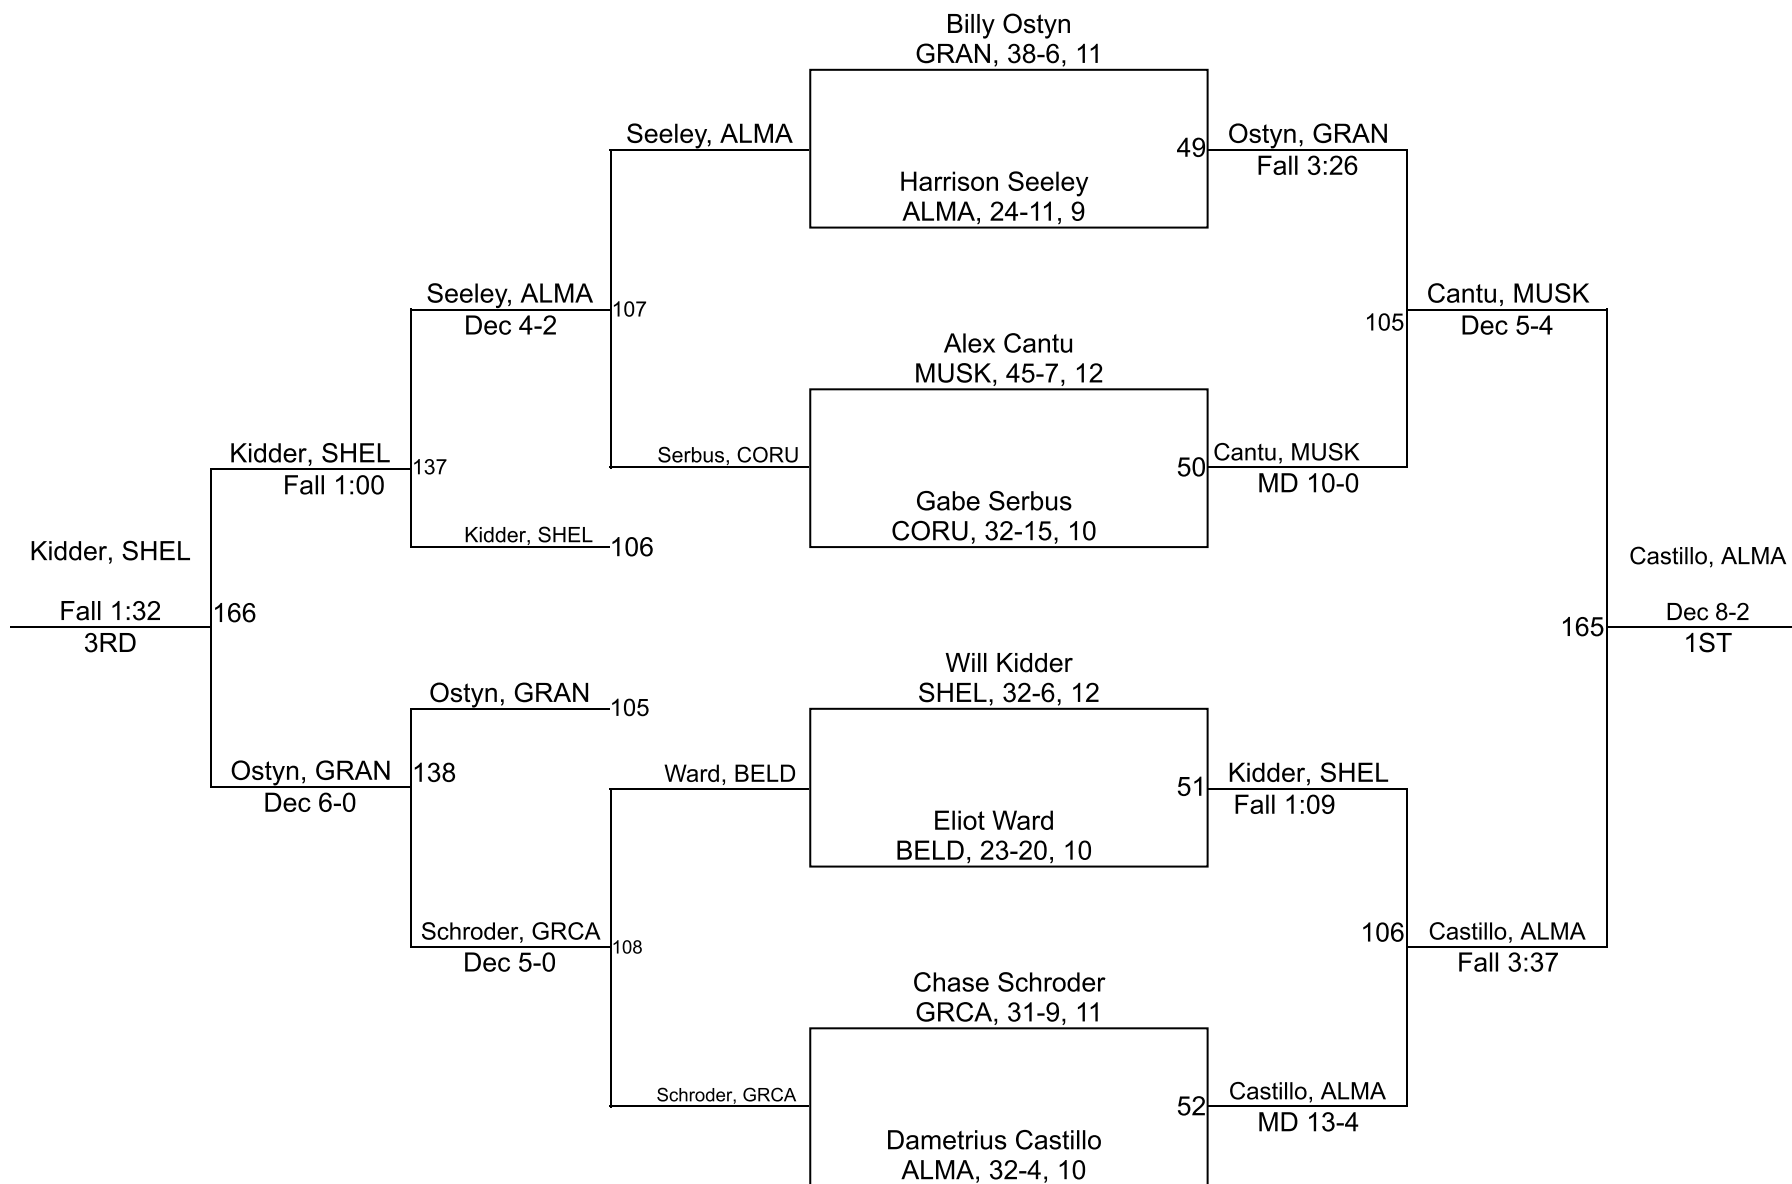 Billy Ostyn
GRAN, 38-6, 11
Seeley, ALMA
49
Ostyn, GRAN
Fall 3:26
Harrison Seeley
ALMA, 24-11, 9
Seeley, ALMA
Dec 4-2
107
105
Cantu, MUSK
Dec 5-4
Alex Cantu
MUSK, 45-7, 12
Kidder, SHEL
Fall 1:00
137
Serbus, CORU
50
Cantu, MUSK
MD 10-0
Gabe Serbus
CORU, 32-15, 10
Kidder, SHEL
106
Kidder, SHEL
Fall 1:32
3RD
166
Castillo, ALMA
165
Dec 8-2
1ST
Will Kidder
SHEL, 32-6, 12
Ostyn, GRAN
105
Ostyn, GRAN
Dec 6-0
138
Ward, BELD
51
Kidder, SHEL
Fall 1:09
Eliot Ward
BELD, 23-20, 10
Schroder, GRCA
Dec 5-0
108
106
Castillo, ALMA
Fall 3:37
Chase Schroder
GRCA, 31-9, 11
Schroder, GRCA
52
Castillo, ALMA
MD 13-4
Dametrius Castillo
ALMA, 32-4, 10